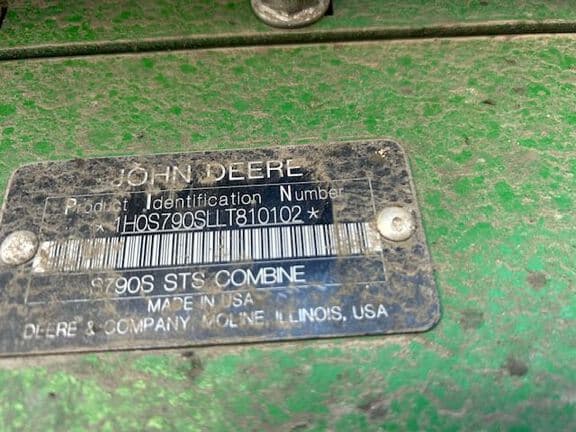 JOHN DEERE
Product Identification Number
*1H0S790SLLT810102*
S790S STS COMBINE
MADE IN USA
DEERE & COMPANY, MOLINE, ILLINOIS, USA